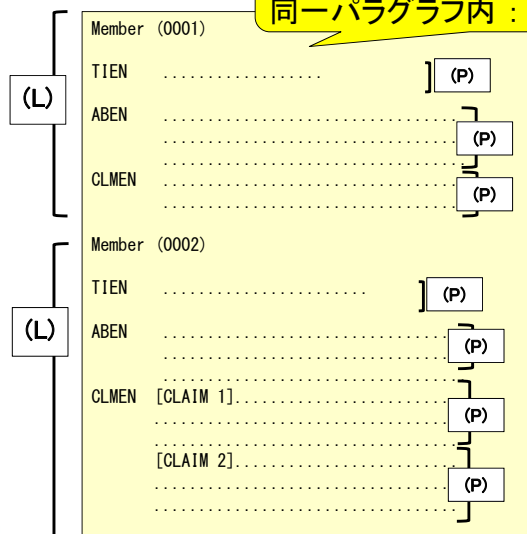 同一パラグラフ内 :
Member (0001)
TIEN ..................
(P)
(L)
ABEN .................................
.................................
(P)
.................................
CLMEN .................................
(P)
.................................
Member (0002)
TIEN .......................
(P)
(L)
ABEN .................................
.................................
(P)
.................................
CLMEN [CLAIM 1].........................
.................................
(P)
.................................
[CLAIM 2].........................
.................................
(P)
.................................